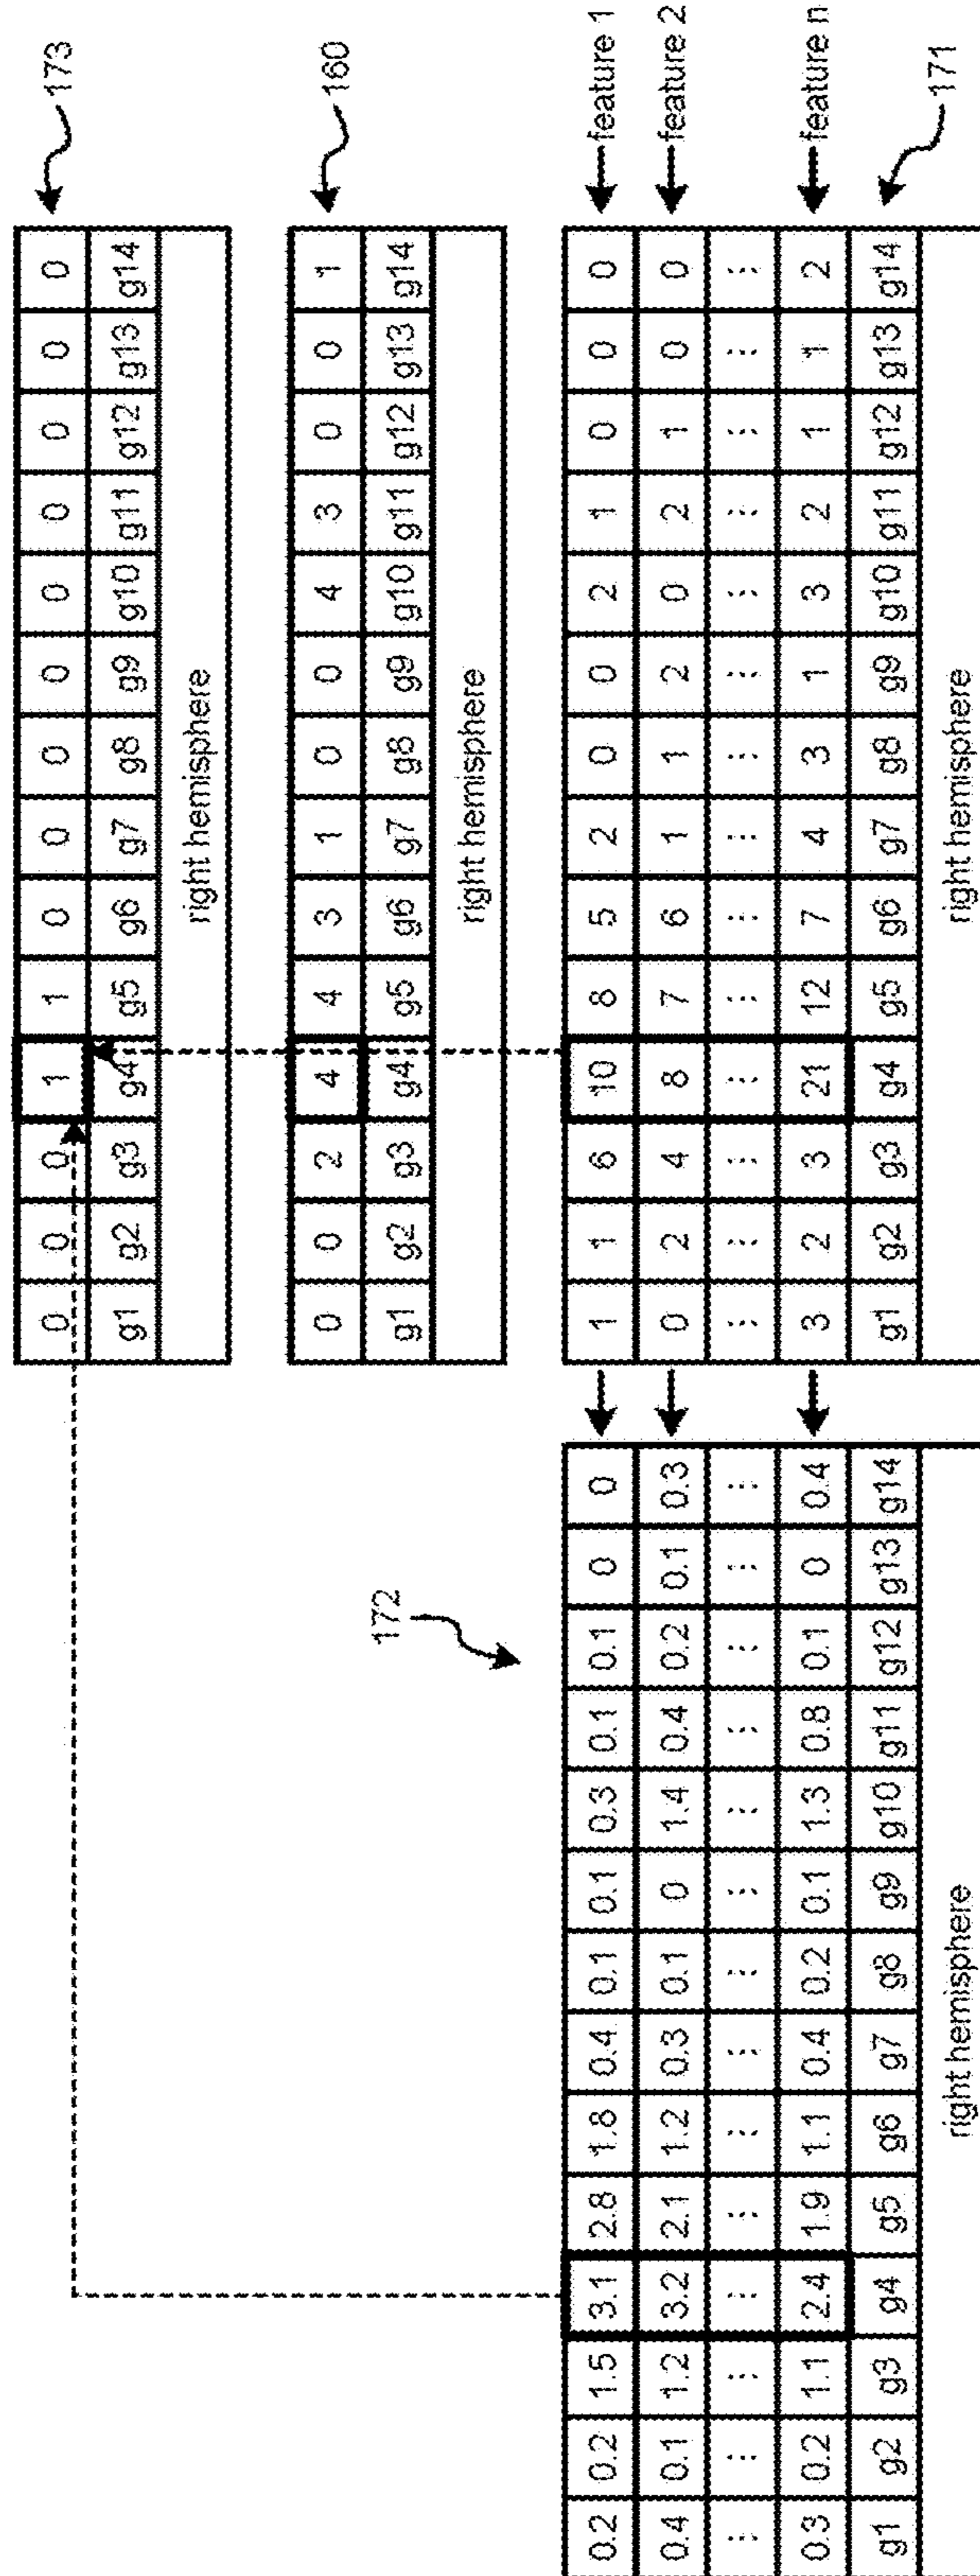 173
0 0 0 1 1 0 0 0 0 0 0 0 0 0
g1 g2 g3 g4 g5 g6 g7 g8 g9 g10 g11 g12 g13 g14
right hemisphere
160
0 0 2 4 4 3 1 0 0 4 3 0 0 1
g1 g2 g3 g4 g5 g6 g7 g8 g9 g10 g11 g12 g13 g14
right hemisphere
172
0.2 0.2 1.5 3.1 2.8 1.8 0.4 0.1 0.1 0.3 0.1 0.1 0 0
0.4 0.1 1.2 3.2 2.1 1.2 0.3 0.1 0 1.4 0.4 0.2 0.1 0.3
... ... ... ... ... ... ... ... ... ... ... ... ... ...
0.3 0.2 1.1 2.4 1.9 1.1 0.4 0.2 0.1 1.3 0.8 0.1 0 0.4
g1 g2 g3 g4 g5 g6 g7 g8 g9 g10 g11 g12 g13 g14
right hemisphere
1 1 6 10 8 5 2 0 0 2 1 0 0 0 feature 1
0 2 4 8 7 6 1 1 2 0 2 1 0 0 feature 2
... ... ... ... ... ... ... ... ... ... ... ... ... ...
3 2 3 21 12 7 4 3 1 3 2 1 1 2 feature n
g1 g2 g3 g4 g5 g6 g7 g8 g9 g10 g11 g12 g13 g14
171
right hemisphere